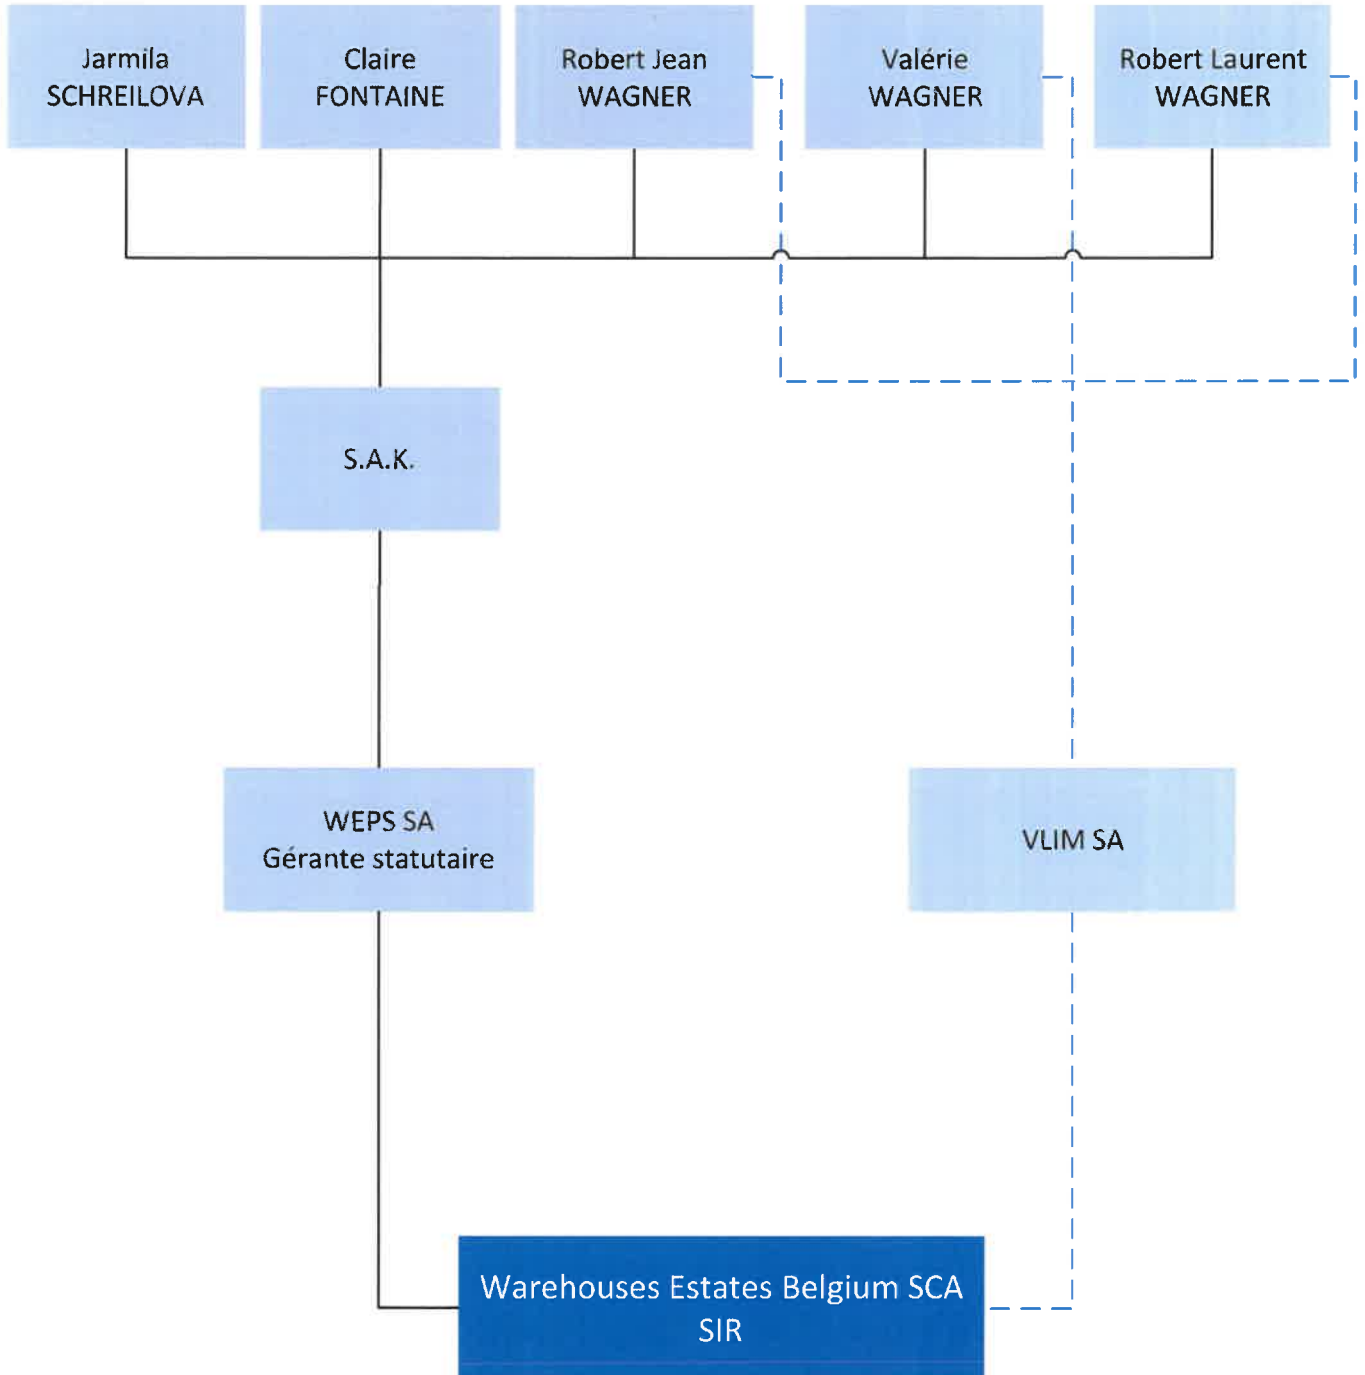 Jarmila
SCHREILOVA
Claire
FONTAINE
Robert Jean
WAGNER
Valérie
WAGNER
Robert Laurent
WAGNER
S.A.K.
WEPS SA
Gérante statutaire
VLIM SA
Warehouses Estates Belgium SCA
SIR